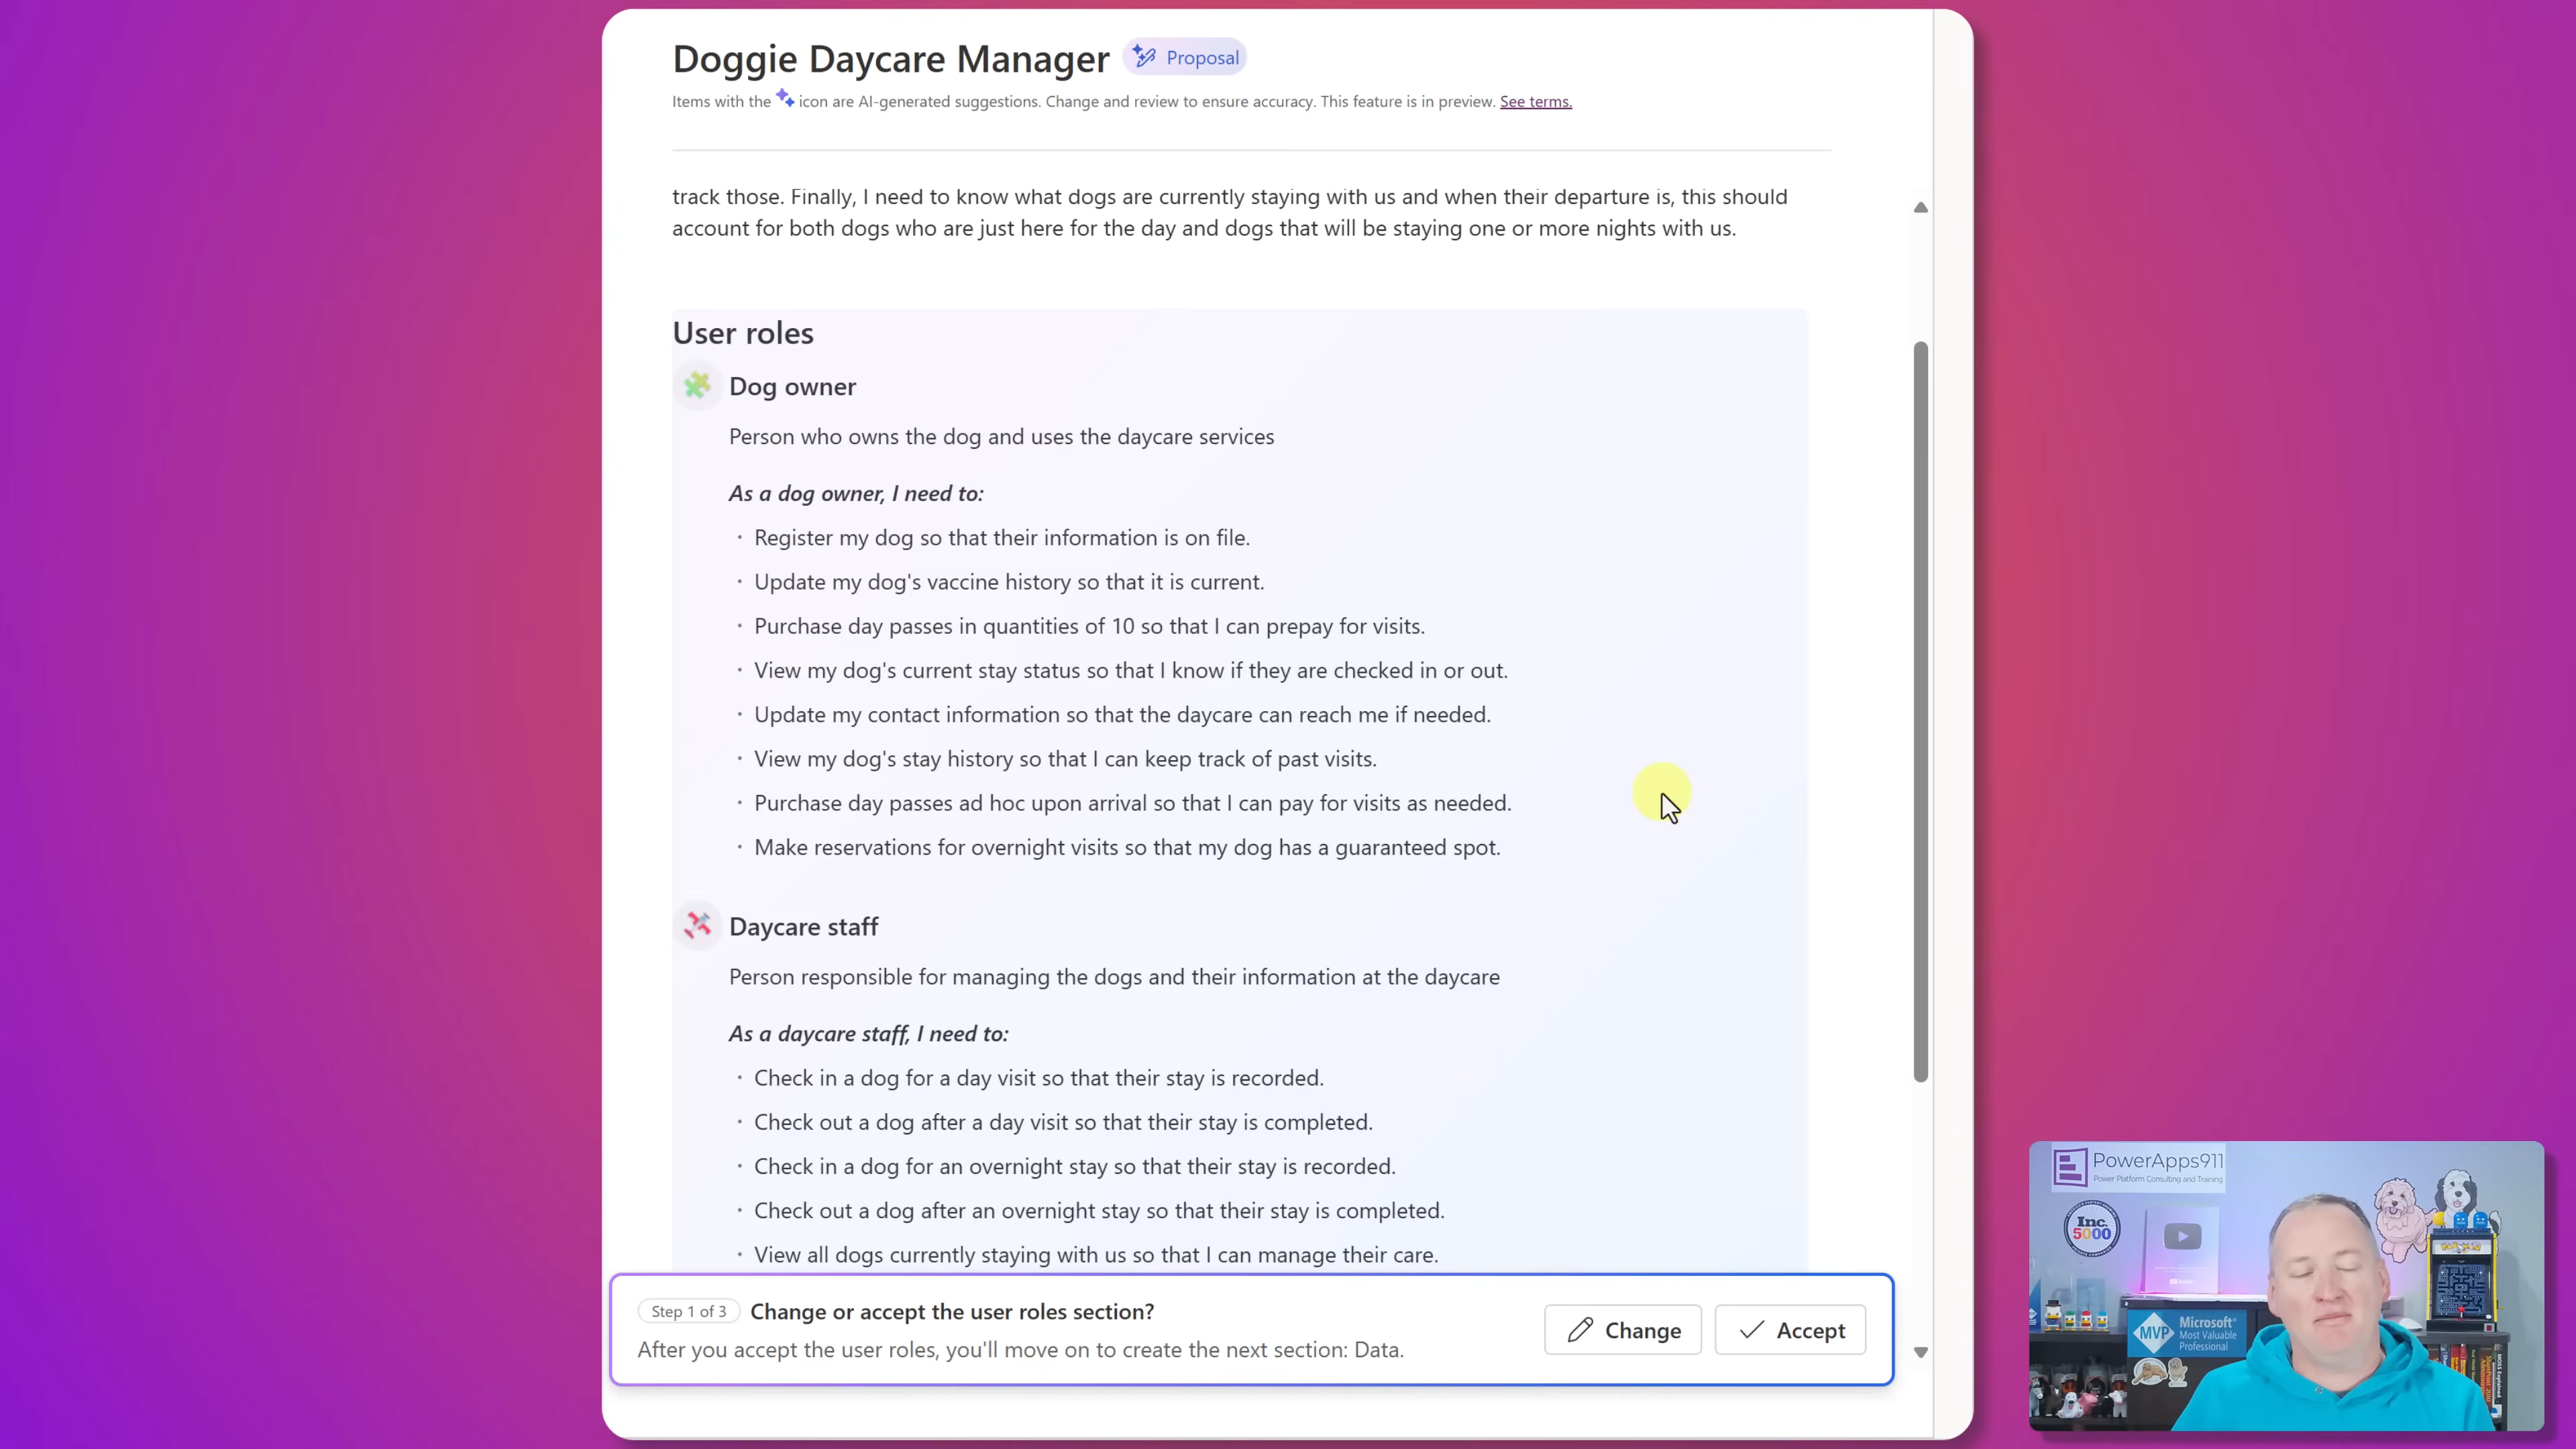 Doggie Daycare Manager
Proposal
Items with the icon are AI-generated suggestions. Change and review to ensure accuracy. This feature is in preview. See terms.
track those. Finally, I need to know what dogs are currently staying with us and when their departure is, this should
account for both dogs who are just here for the day and dogs that will be staying one or more nights with us.
User roles
Dog owner
Person who owns the dog and uses the daycare services
As a dog owner, I need to:
· Register my dog so that their information is on file.
· Update my dog's vaccine history so that it is current.
· Purchase day passes in quantities of 10 so that I can prepay for visits.
· View my dog's current stay status so that I know if they are checked in or out.
· Update my contact information so that the daycare can reach me if needed.
· View my dog's stay history so that I can keep track of past visits.
· Purchase day passes ad hoc upon arrival so that I can pay for visits as needed.
· Make reservations for overnight visits so that my dog has a guaranteed spot.
Daycare staff
Person responsible for managing the dogs and their information at the daycare
As a daycare staff, I need to:
· Check in a dog for a day visit so that their stay is recorded.
· Check out a dog after a day visit so that their stay is completed.
· Check in a dog for an overnight stay so that their stay is recorded.
· Check out a dog after an overnight stay so that their stay is completed.
· View all dogs currently staying with us so that I can manage their care.
Step 1 of 3
Change or accept the user roles section?
After you accept the user roles, you'll move on to create the next section: Data.
Change
Accept
PowerApps911
Power Platform Consulting and Training
Inc.
5000
MVP
Microsoft®
Most Valuable
Professional